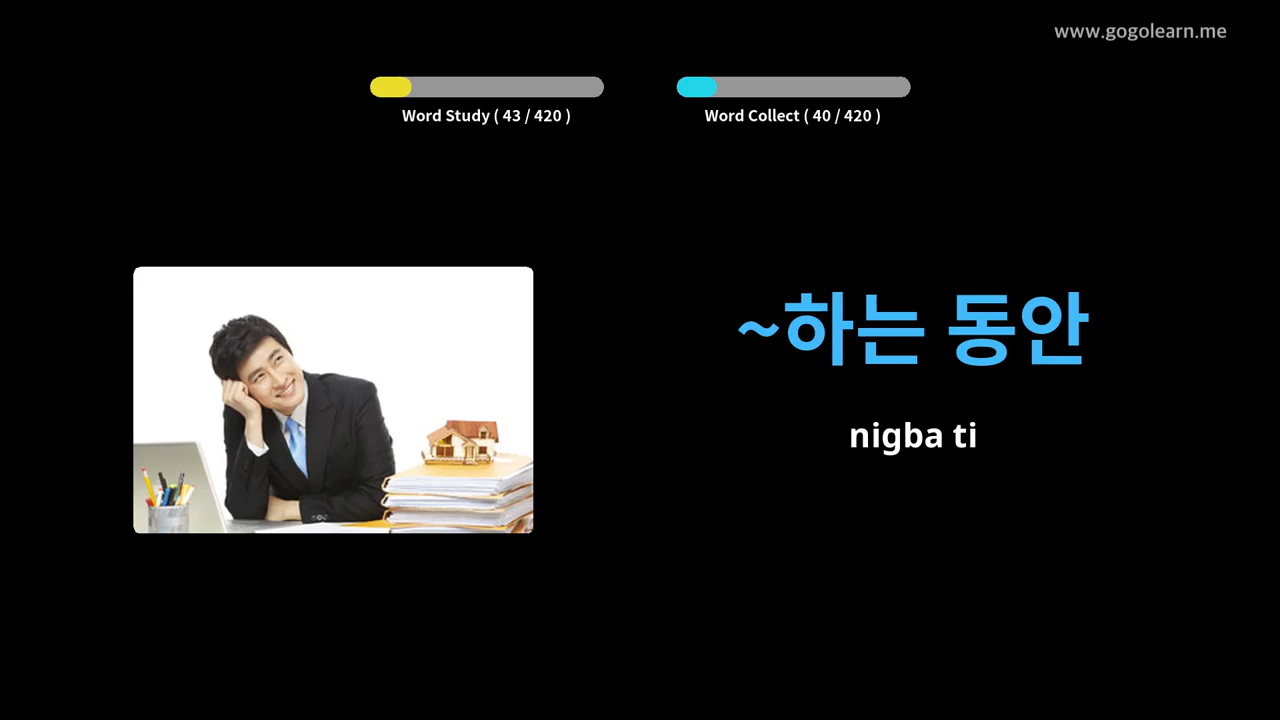 www.gogolearn.me
Word Study ( 43 / 420 )
Word Collect ( 40 / 420 )
~하는 동안
nigba ti